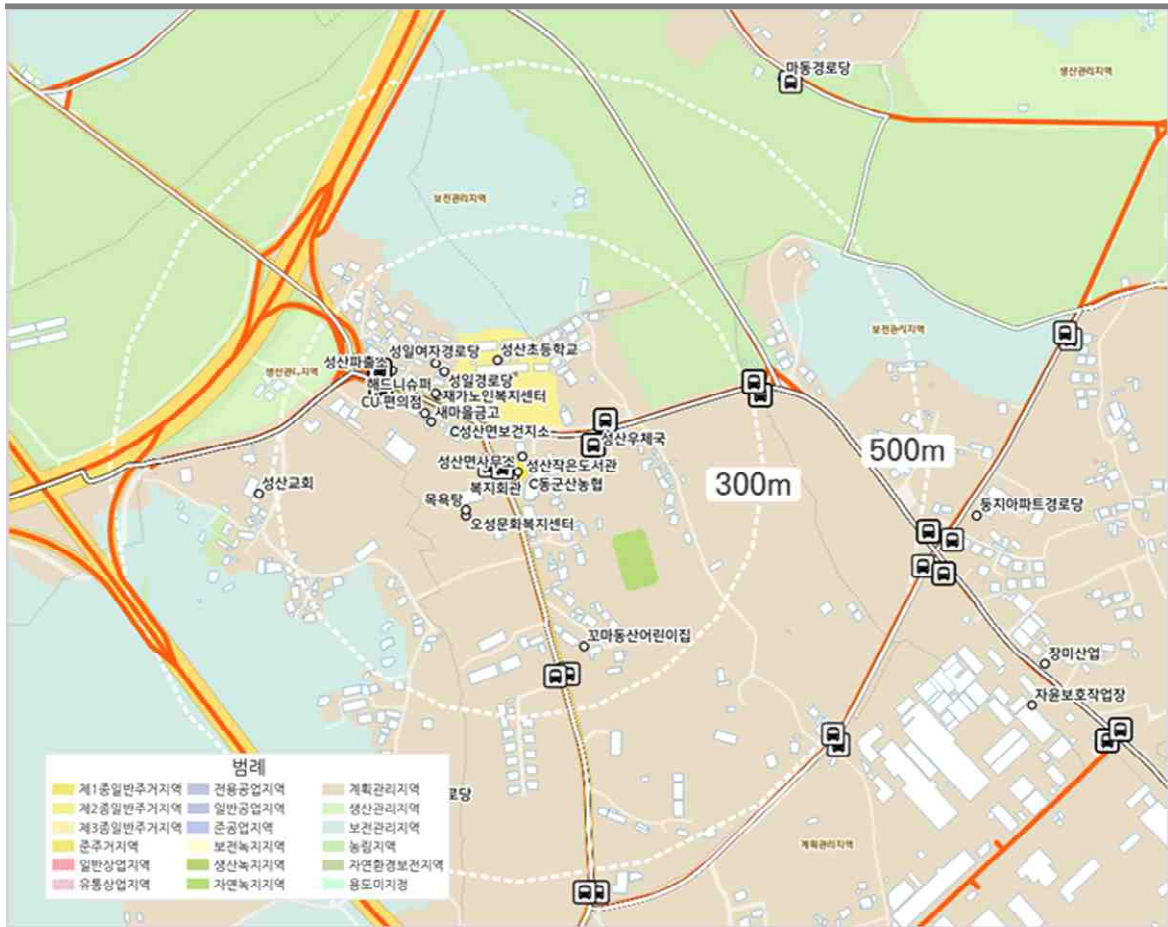 마동경로당
생산관리지역
보전관리지역
보전관리지역
성산파출소
성일여자경로당
성산초등학교
생산관리지역
해드니슈퍼
성일경로당
CU 편의점
재가노인복지센터
새마을금고
C성산면보건지소
성산우체국
500m
성산면사무소
성산작은도서관
300m
복지회관
C동군산농협
성산교회
목욕탕
둥지아파트경로당
오성문화복지센터
꼬마동산어린이집
장미산업
자윤보호작업장
범례
제1종일반주거지역 전용공업지역 계획관리지역
로당
제2종일반주거지역 일반공업지역 생산관리지역
제3종일반주거지역 준공업지역 보전관리지역
준주거지역 보전녹지지역 농림지역
계획관리지역
일반상업지역 생산녹지지역 자연환경보전지역
유통상업지역 자연녹지지역 용도미지정